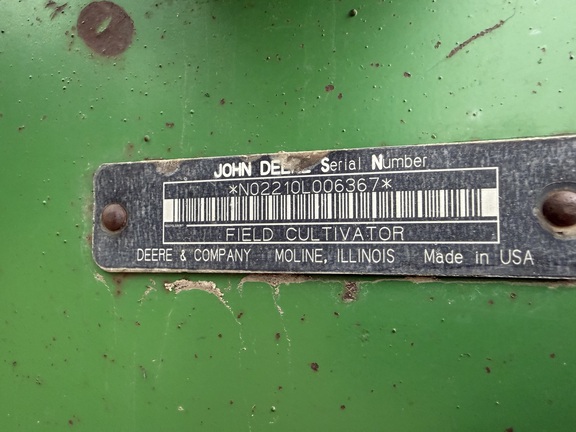 JOHN DEERE Serial Number
*N02210L006367*
FIELD CULTIVATOR
DEERE & COMPANY MOLINE, ILLINOIS Made in USA